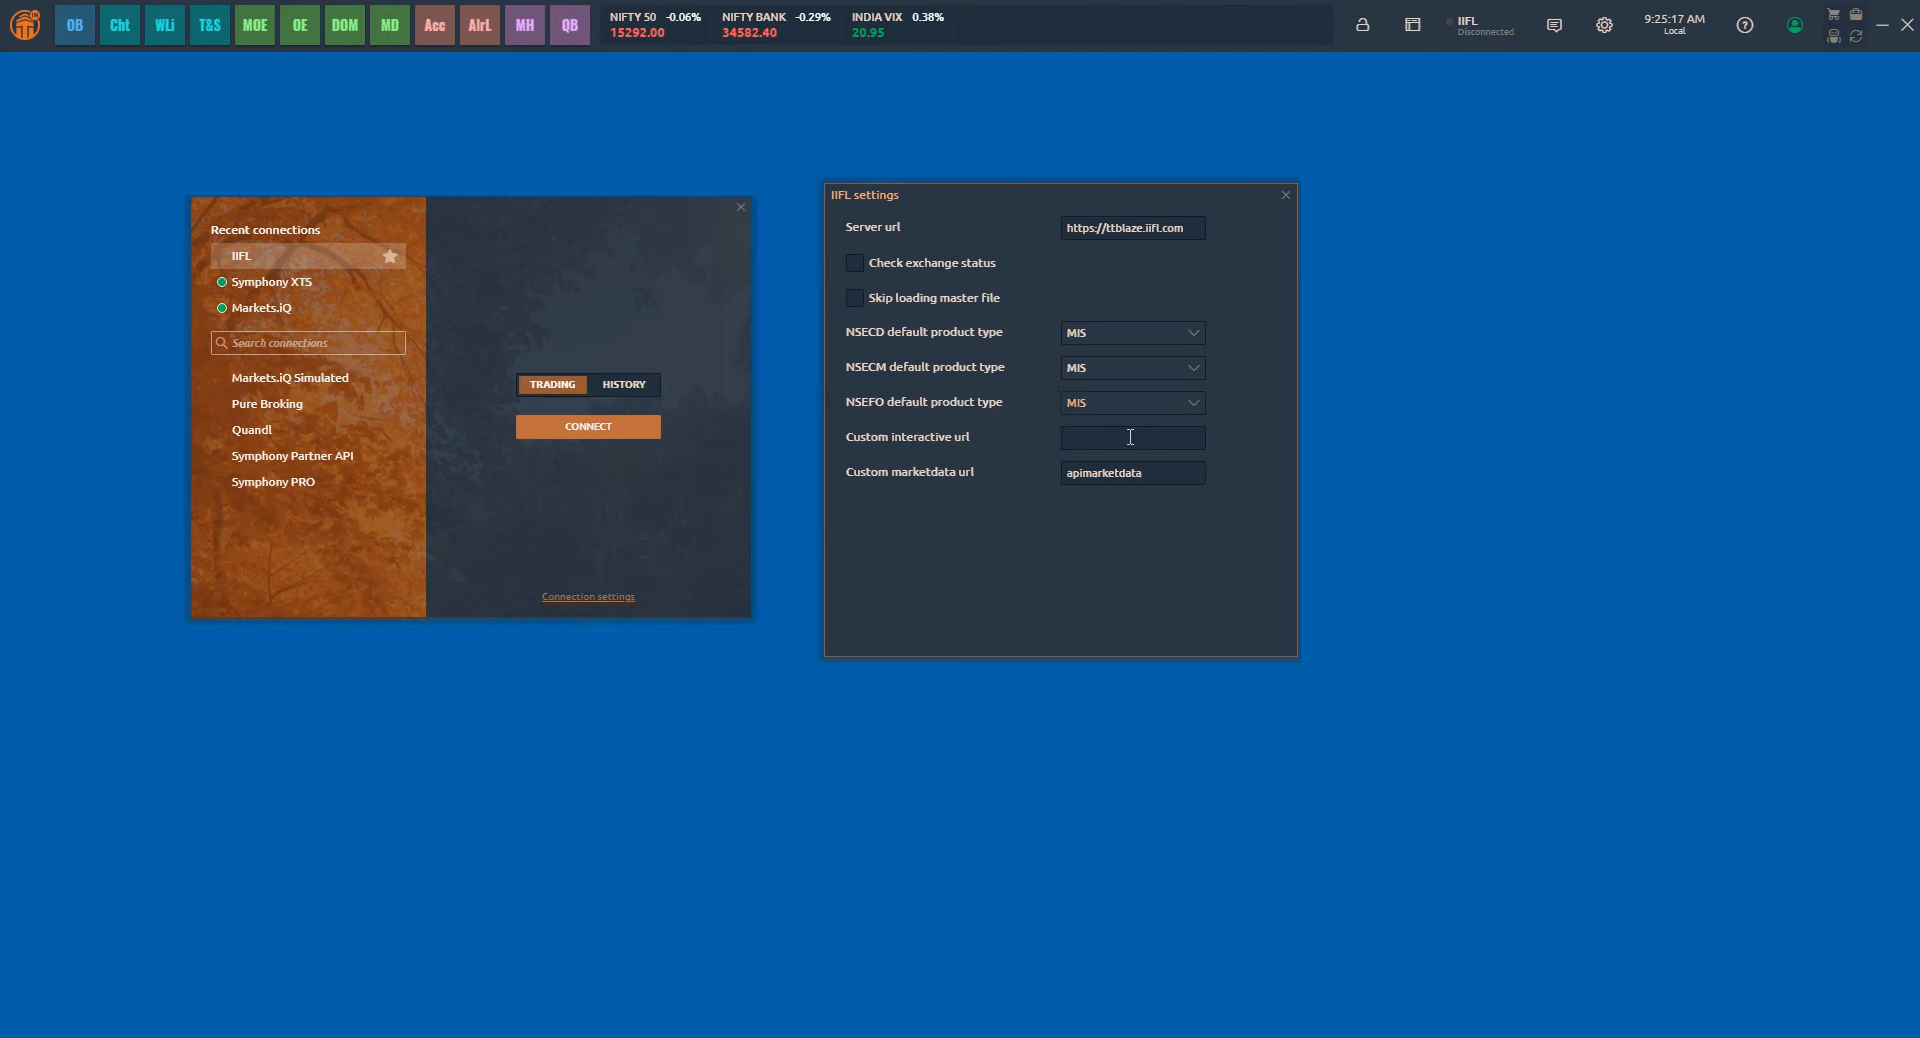 OB Cht WLi T&S MOE OE DOM MD Acc AlrL MH QB
NIFTY 50 -0.06%
15292.00
NIFTY BANK -0.29%
34582.40
INDIA VIX 0.38%
20.95
IIFL
Disconnected
9:25:17 AM
Local
Recent connections
IIFL
Symphony XTS
Markets.iQ
Search connections
Markets.iQ Simulated
Pure Broking
Quandl
Symphony Partner API
Symphony PRO
TRADING HISTORY
CONNECT
Connection settings
IIFL settings
Server url https://ttblaze.iifl.com
Check exchange status
Skip loading master file
NSECD default product type MIS
NSECM default product type MIS
NSEFO default product type MIS
Custom interactive url
Custom marketdata url apimarketdata